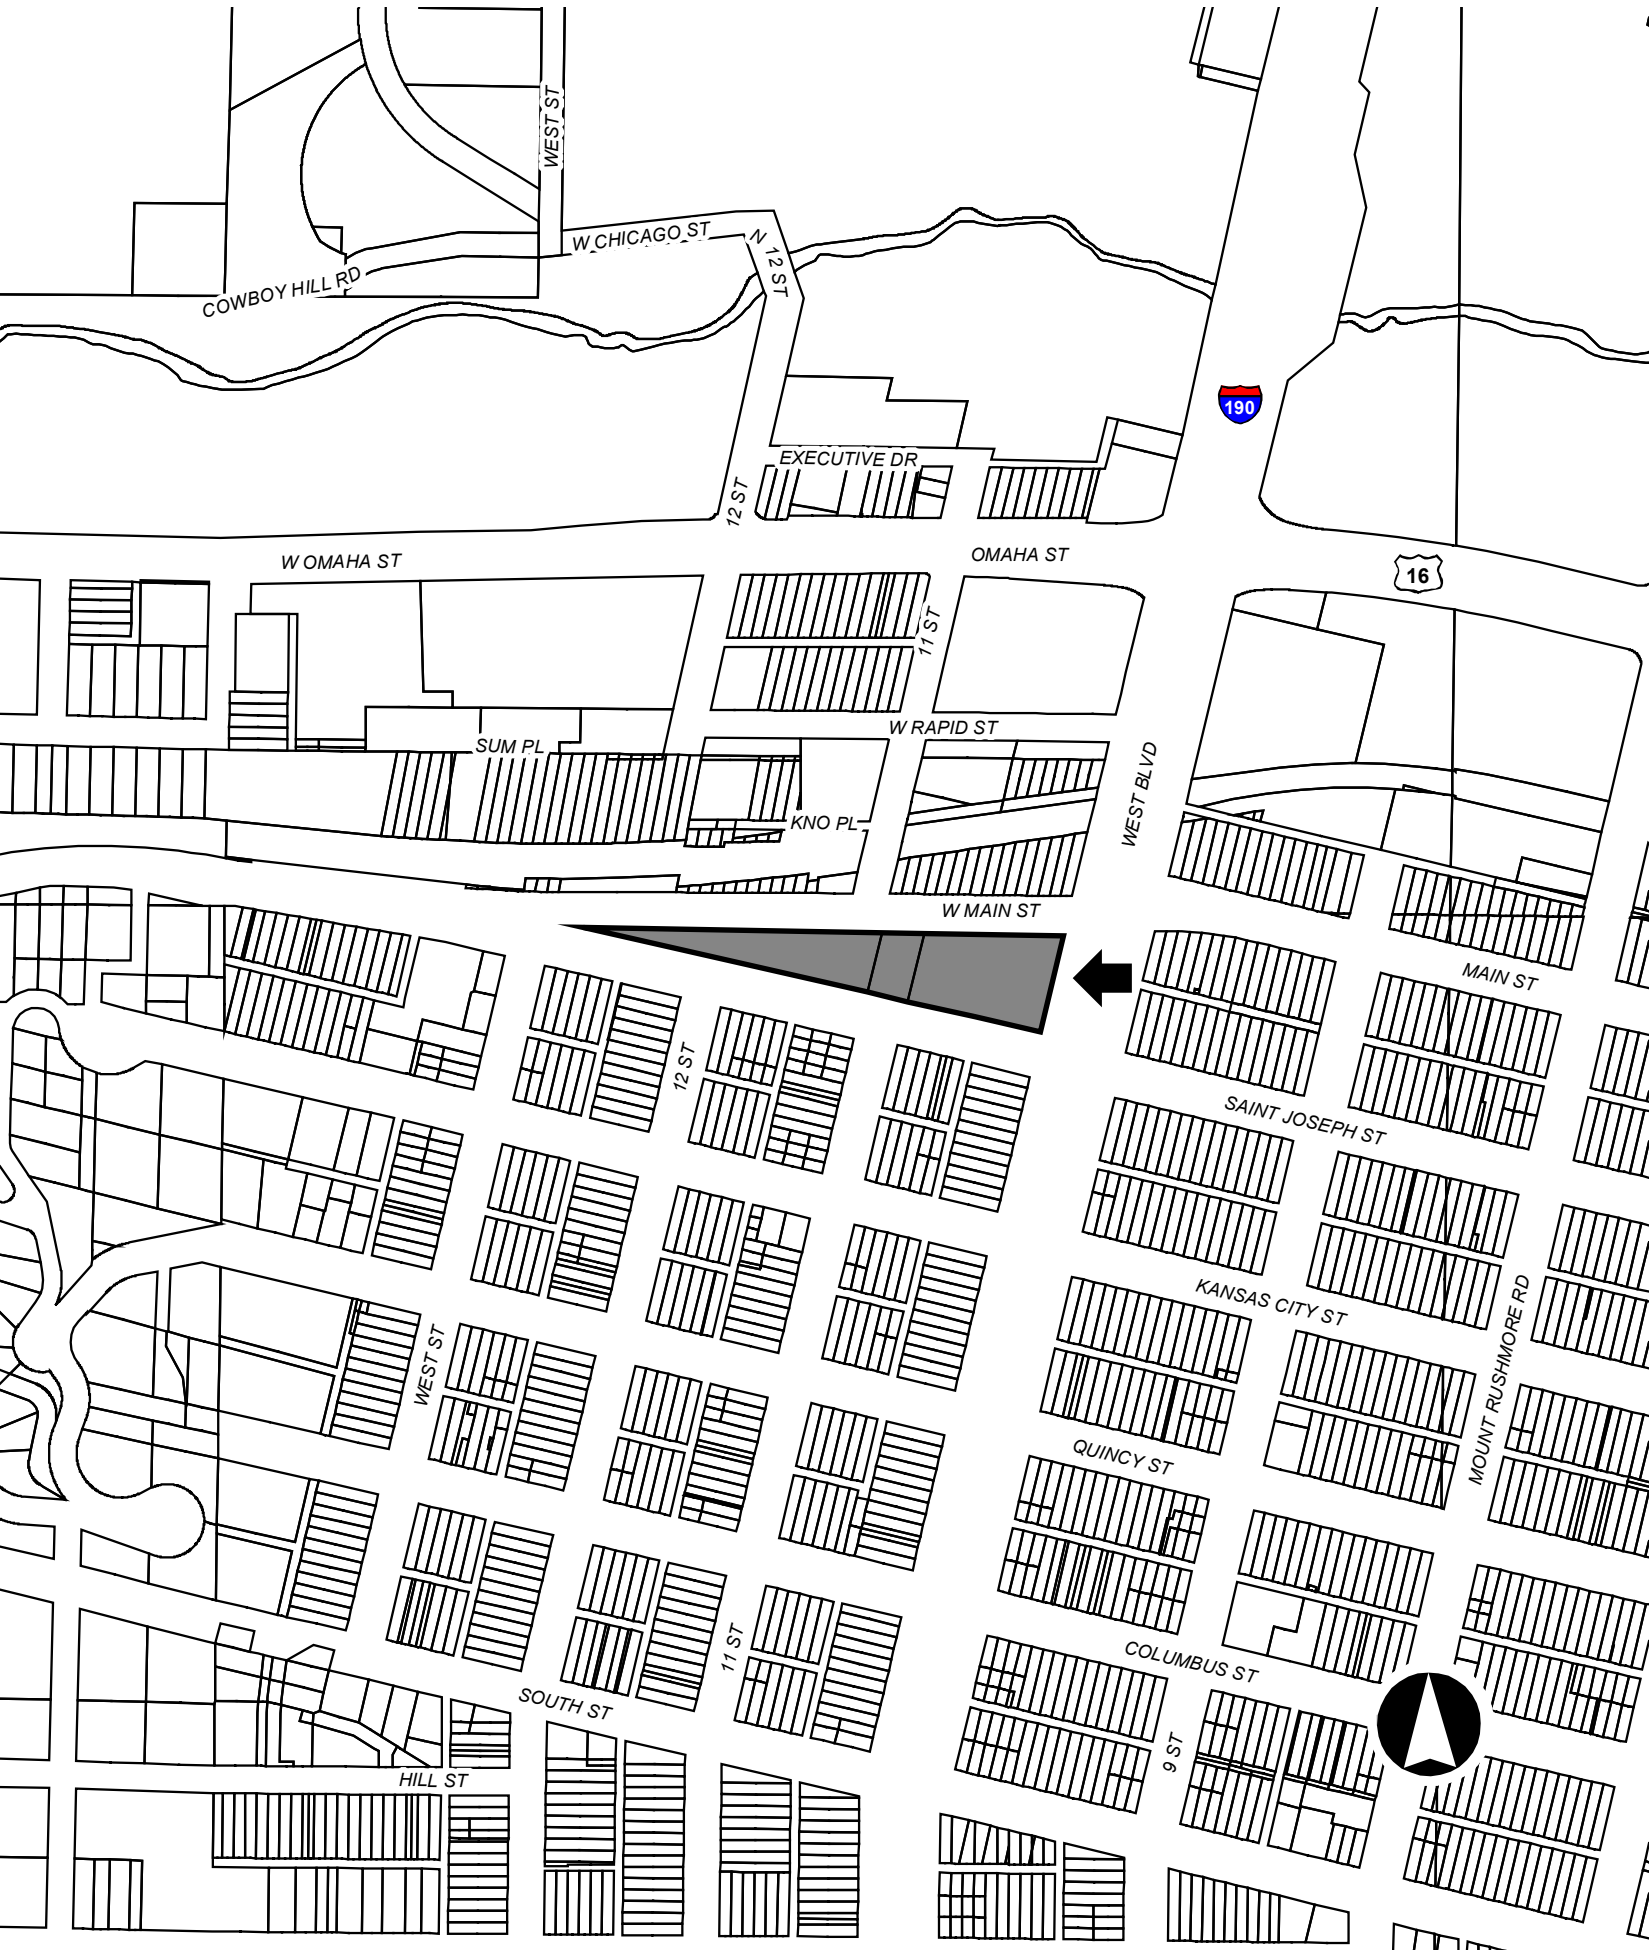 WEST ST
W CHICAGO ST
N 12 ST
COWBOY HILL RD
190
EXECUTIVE DR
12 ST
W OMAHA ST
OMAHA ST
16
11 ST
W RAPID ST
SUM PL
WEST BLVD
KNO PL
W MAIN ST
MAIN ST
12 ST
SAINT JOSEPH ST
KANSAS CITY ST
WEST ST
MOUNT RUSHMORE RD
QUINCY ST
11 ST
COLUMBUS ST
SOUTH ST
9 ST
HILL ST